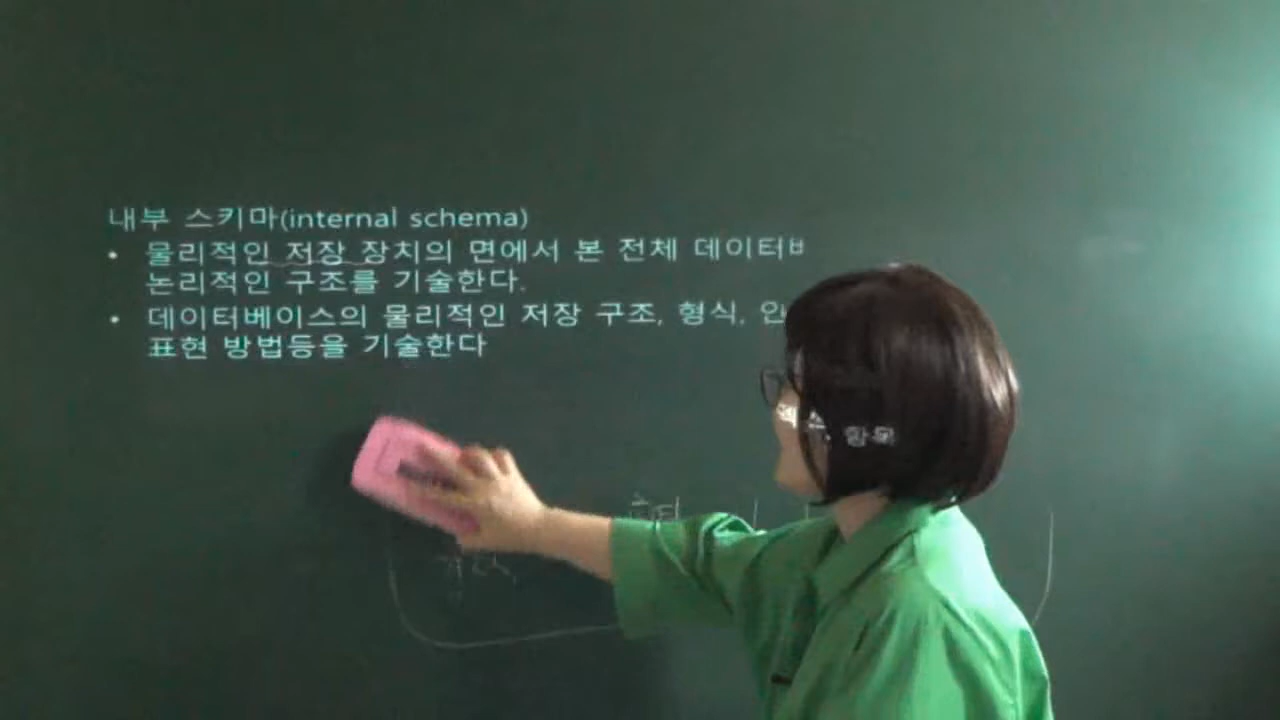 내부 스키마(internal schema)
• 물리적인 저장 장치의 면에서 본 전체 데이터
논리적인 구조를 기술한다.
• 데이터베이스의 물리적인 저장 구조, 형식,
표현 방법등을 기술한다
항목